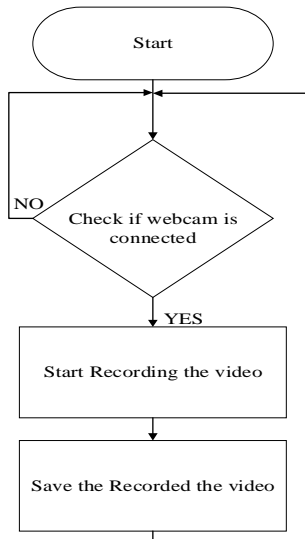 Start
NO
Check if webcam is
connected
YES
Start Recording the video
Save the Recorded the video